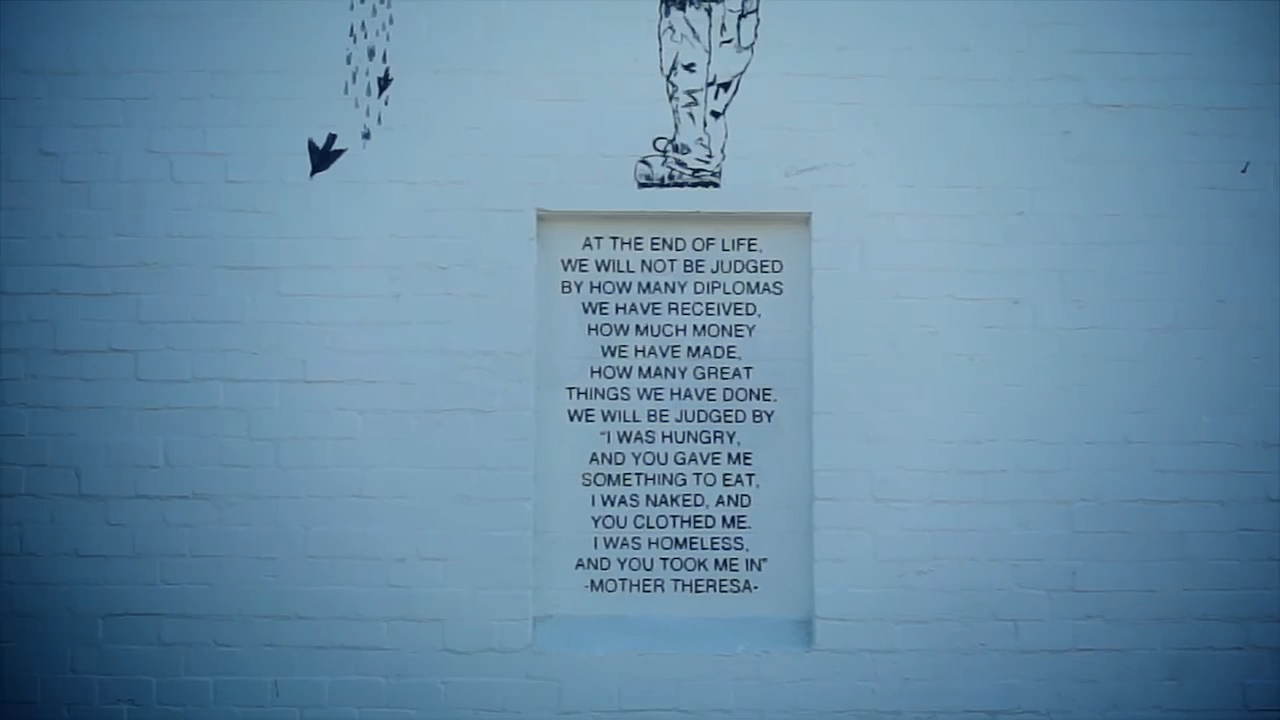 AT THE END OF LIFE,
WE WILL NOT BE JUDGED
BY HOW MANY DIPLOMAS
WE HAVE RECEIVED,
HOW MUCH MONEY
WE HAVE MADE,
HOW MANY GREAT
THINGS WE HAVE DONE.
WE WILL BE JUDGED BY
"I WAS HUNGRY,
AND YOU GAVE ME
SOMETHING TO EAT,
I WAS NAKED, AND
YOU CLOTHED ME.
I WAS HOMELESS,
AND YOU TOOK ME IN"
-MOTHER THERESA-